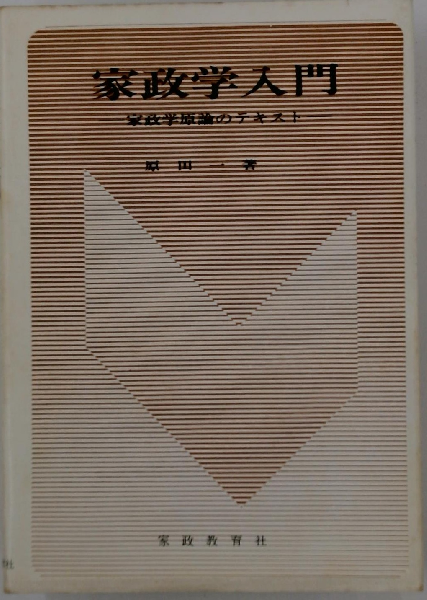 家政学入門
―家政学原論のテキスト―
原田一著
家政教育社